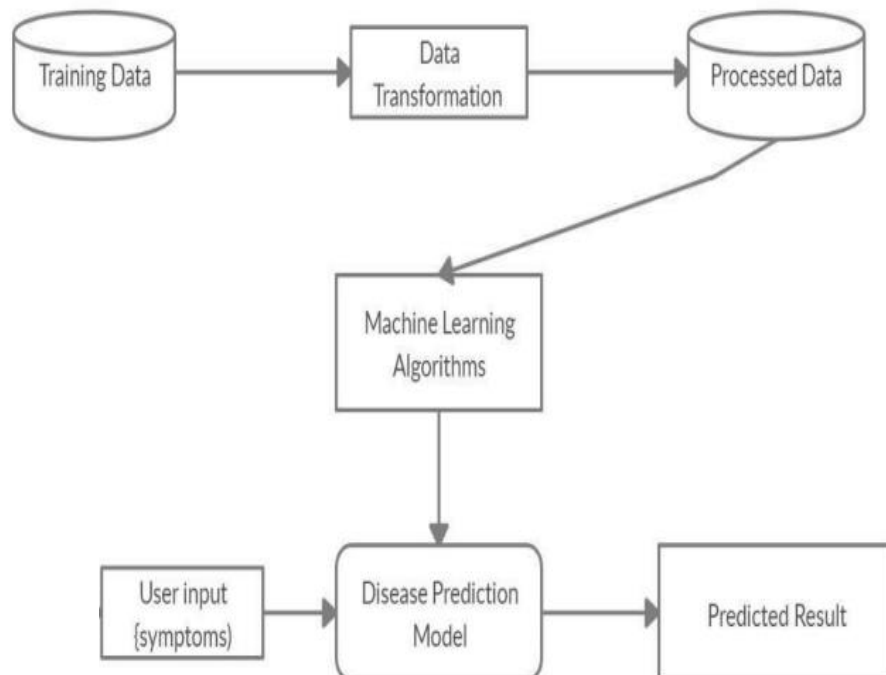 Training Data
Data
Transformation
Processed Data
Machine Learning
Algorithms
User input
{symptoms)
Disease Prediction
Model
Predicted Result